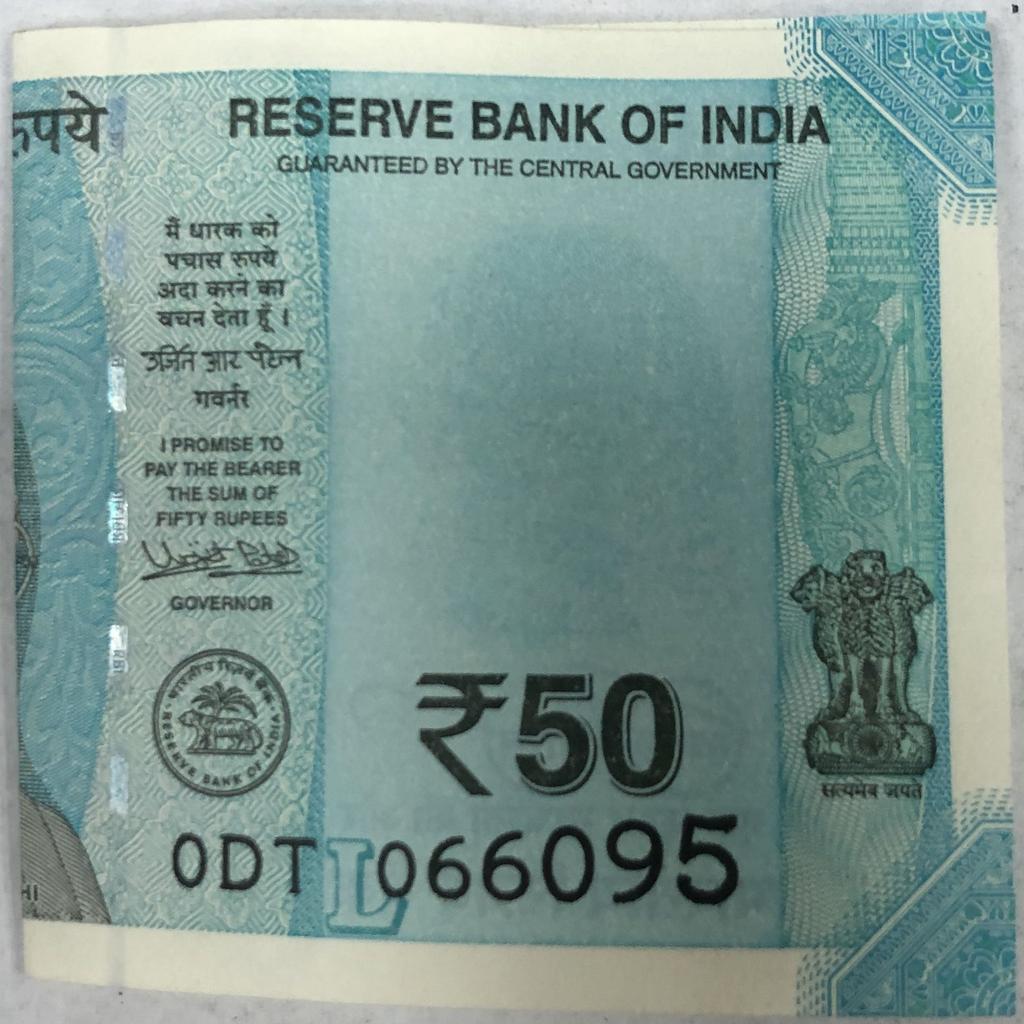 रुपये
RESERVE BANK OF INDIA
GUARANTEED BY THE CENTRAL GOVERNMENT
मैं धारक को
पचास रुपये
अदा करने का
वचन देता हूँ।
उर्जित आर पटेल
गवर्नर
I PROMISE TO
PAY THE BEARER
THE SUM OF
FIFTY RUPEES
GOVERNOR
भारतीय रिज़र्व बैंक
RESERVE BANK OF INDIA
₹50
सत्यमेव जयते
0DT L 066095